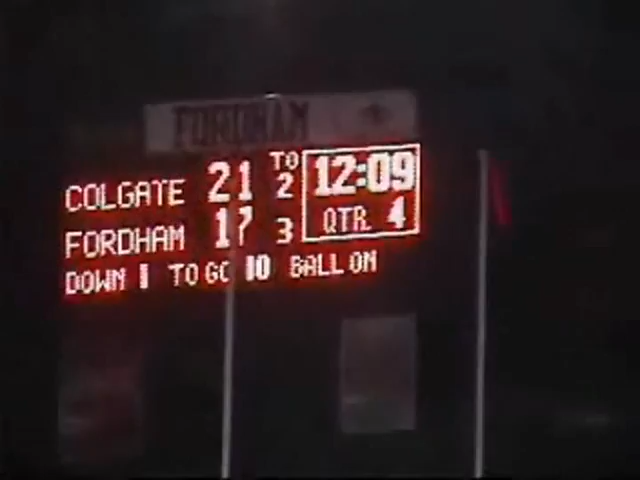 FORDHAM
TO
COLGATE 21 2 12:09
FORDHAM 17 3 QTR 4
DOWN 1 TO GO 10 BALL ON